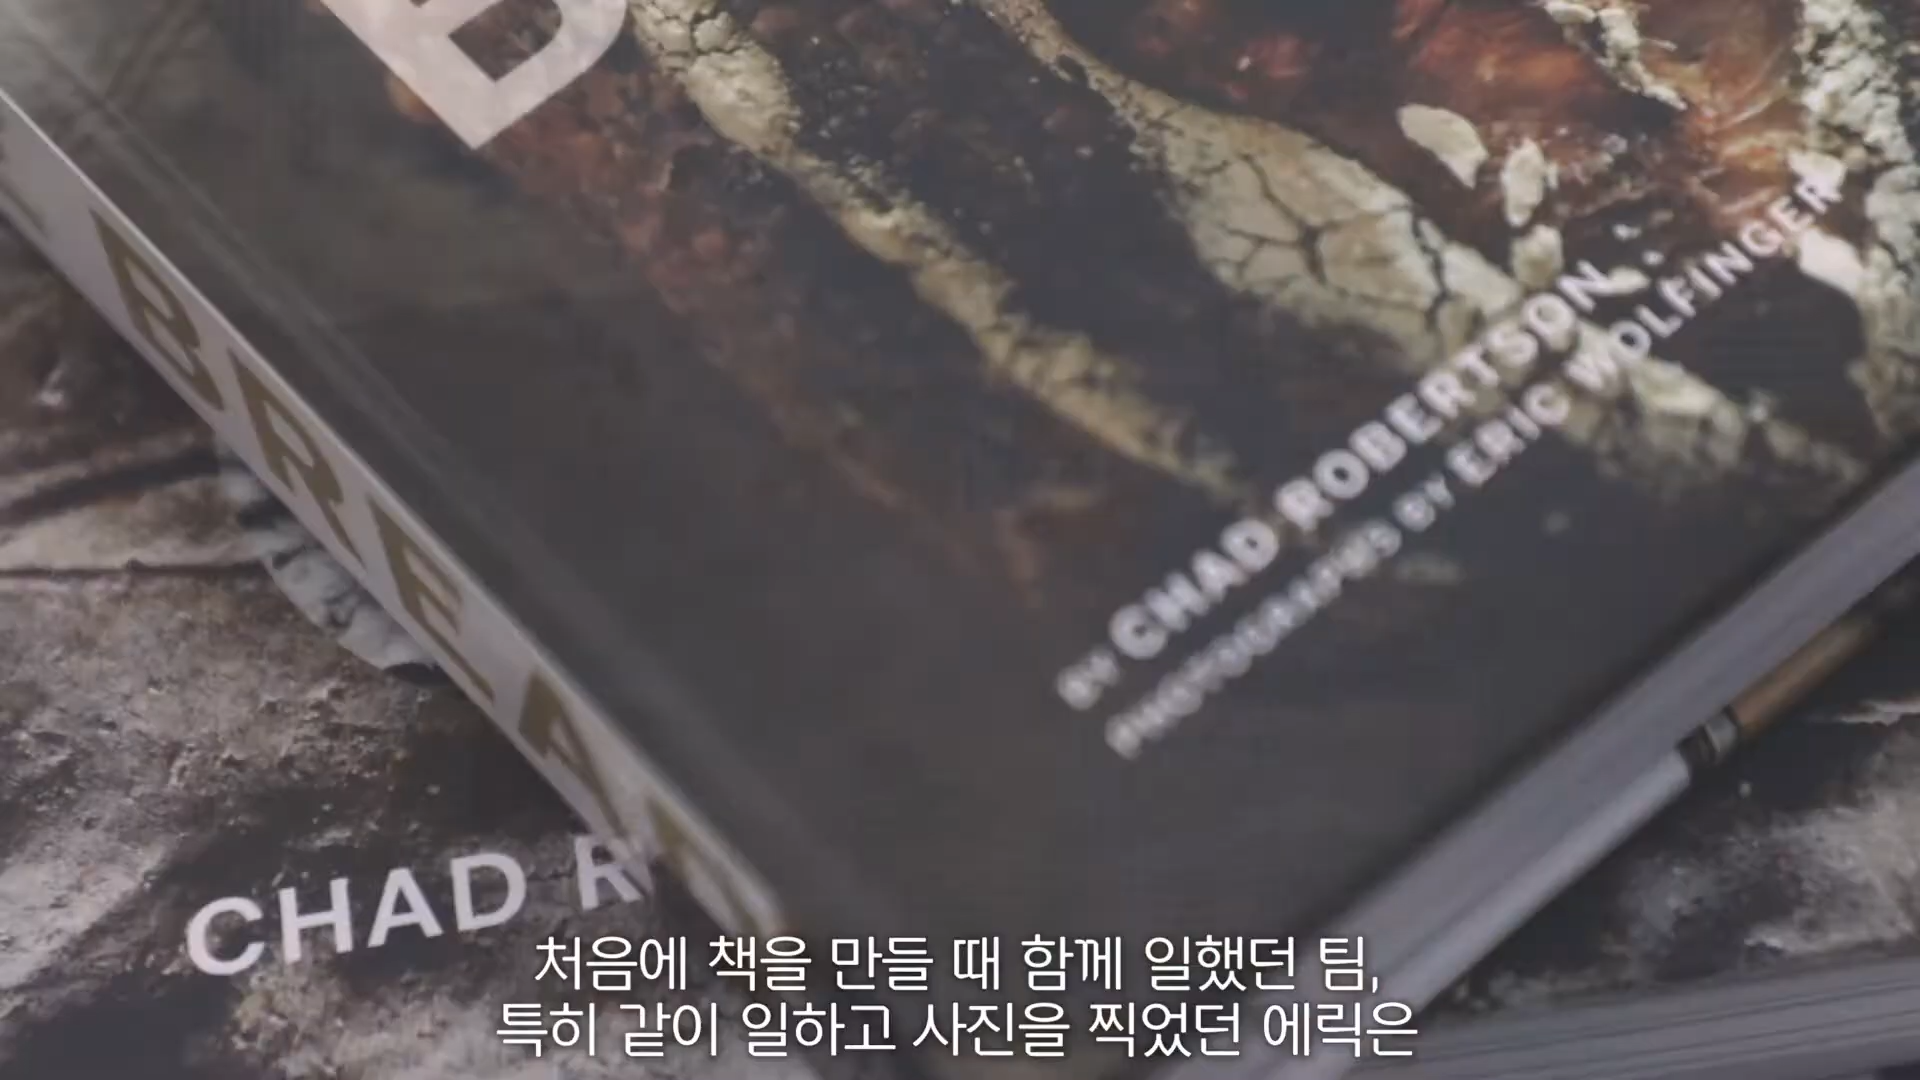 B
BREAD
BY CHAD ROBERTSON
PHOTOGRAPHS BY ERIC WOLFINGER
CHAD R
처음에 책을 만들 때 함께 일했던 팀,
특히 같이 일하고 사진을 찍었던 에릭은